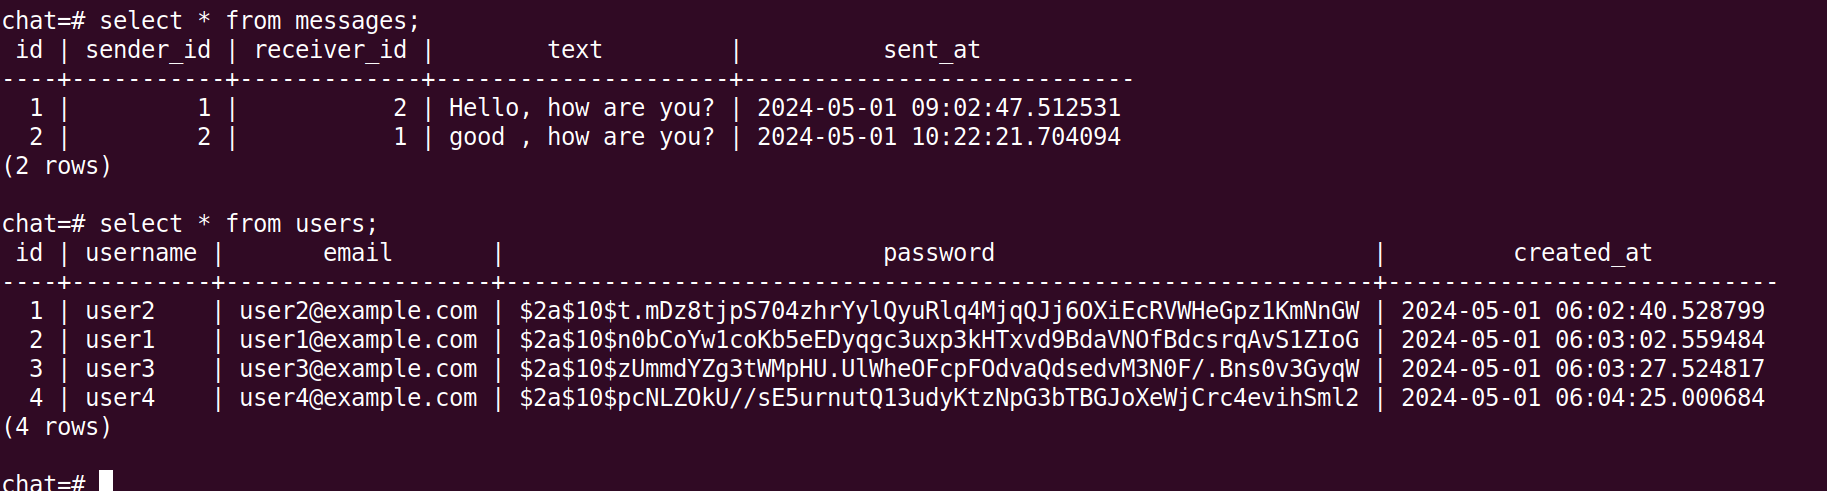 chat=# select * from messages;
 id | sender_id | receiver_id |        text         |          sent_at
----+-----------+-------------+---------------------+----------------------------
  1 |         1 |           2 | Hello, how are you? | 2024-05-01 09:02:47.512531
  2 |         2 |           1 | good , how are you? | 2024-05-01 10:22:21.704094
(2 rows)

chat=# select * from users;
 id | username |       email       |                           password                           |         created_at
----+----------+-------------------+--------------------------------------------------------------+----------------------------
  1 | user2    | user2@example.com | $2a$10$t.mDz8tjpS704zhrYylQyuRlq4MjqQJj6OXiEcRVWHeGpz1KmNnGW | 2024-05-01 06:02:40.528799
  2 | user1    | user1@example.com | $2a$10$n0bCoYw1coKb5eEDyqgc3uxp3kHTxvd9BdaVNOfBdcsrqAvS1ZIoG | 2024-05-01 06:03:02.559484
  3 | user3    | user3@example.com | $2a$10$zUmmdYZg3tWMpHU.UlWheOFcpFOdvaQdsedvM3N0F/.Bns0v3GyqW | 2024-05-01 06:03:27.524817
  4 | user4    | user4@example.com | $2a$10$pcNLZOkU//sE5urnutQ13udyKtzNpG3bTBGJoXeWjCrc4evihSml2 | 2024-05-01 06:04:25.000684
(4 rows)

chat=#